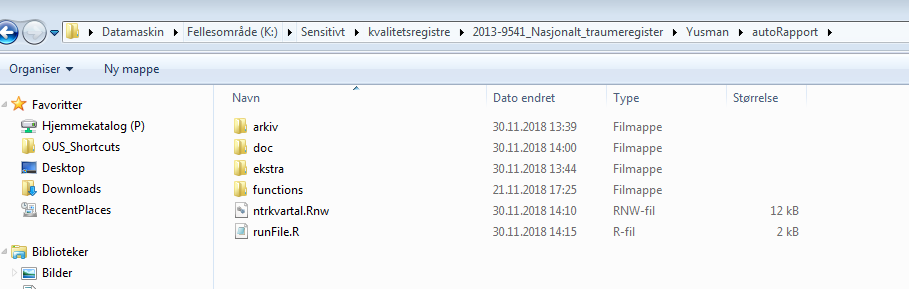 Datamaskin Fellesområde (K:) Sensitivt kvalitetsregistre 2013-9541_Nasjonalt_traumeregister Yusman autoRapport
Organiser Ny mappe
Navn Dato endret Type Størrelse
Favoritter
Hjemmekatalog (P)
OUS_Shortcuts
Desktop
Downloads
RecentPlaces
Biblioteker
Bilder
arkiv 30.11.2018 13:39 Filmappe
doc 30.11.2018 14:00 Filmappe
ekstra 30.11.2018 13:44 Filmappe
functions 21.11.2018 17:25 Filmappe
ntrkvartal.Rnw 30.11.2018 14:10 RNW-fil 12 kB
runFile.R 30.11.2018 14:15 R-fil 2 kB